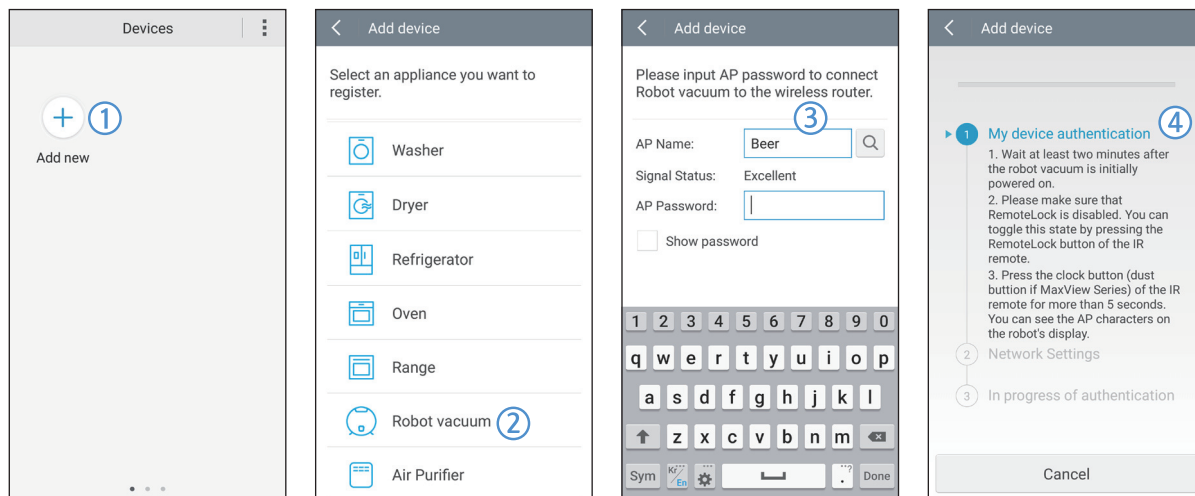 Devices
①
Add new
Add device
Select an appliance you want to
register.
Washer
Dryer
Refrigerator
Oven
Range
Robot vacuum ②
Air Purifier
Add device
Please input AP password to connect
Robot vacuum to the wireless router.
③
AP Name: Beer
Signal Status: Excellent
AP Password:
Show password
1 2 3 4 5 6 7 8 9 0
q w e r t y u i o p
a s d f g h j k l
z x c v b n m
Sym Kr/En ...? . Done
Add device
④
1 My device authentication
1. Wait at least two minutes after
the robot vacuum is initially
powered on.
2. Please make sure that
RemoteLock is disabled. You can
toggle this state by pressing the
RemoteLock button of the IR
remote.
3. Press the clock button (dust
buttion if MaxView Series) of the IR
remote for more than 5 seconds.
You can see the AP characters on
the robot's display.
2 Network Settings
3 In progress of authentication
Cancel